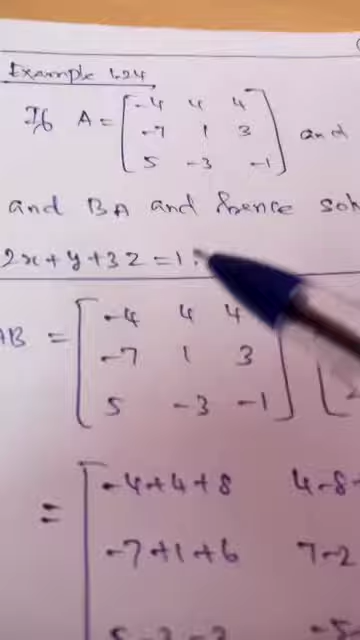 Example 1.24
If A = [ -4 4 4 and
-7 1 3
5 -3 -1 ]
and BA and hence
2x + y + 3z = 1.
AB = [ -4 4 4
-7 1 3
5 -3 -1 ] [
= [ -4+4+8 4-8
-7+1+6 7-2